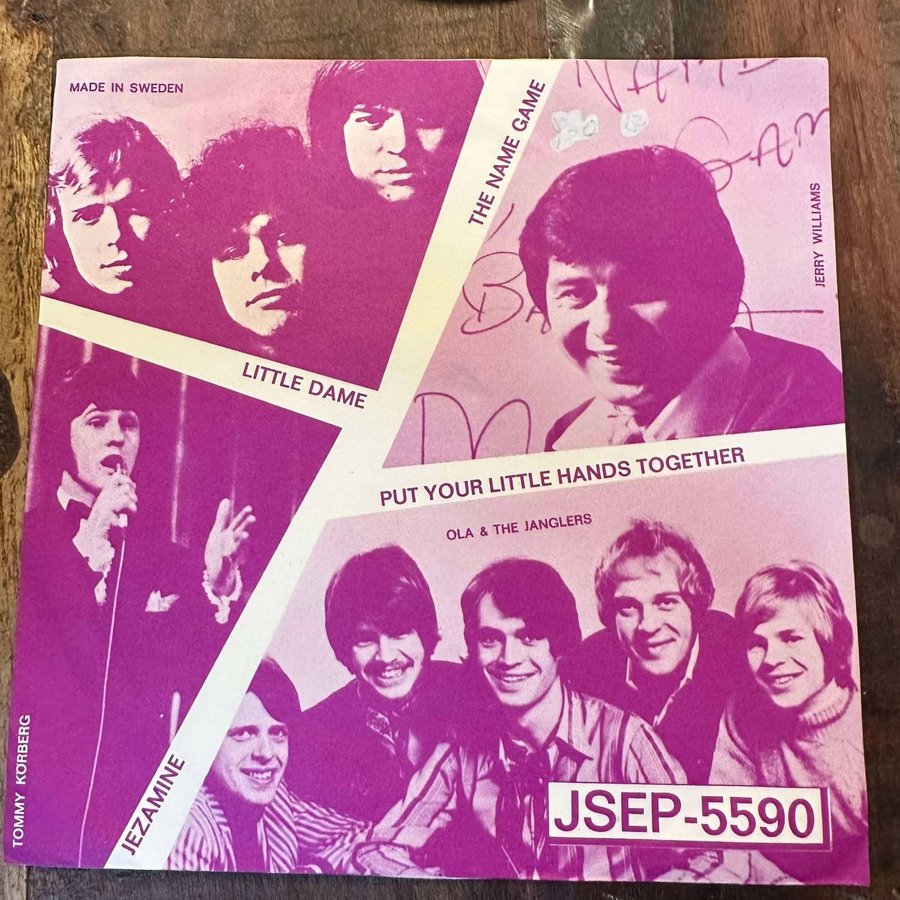 MADE IN SWEDEN
THE NAME GAME
JERRY WILLIAMS
LITTLE DAME
PUT YOUR LITTLE HANDS TOGETHER
OLA & THE JANGLERS
TOMMY KÖRBERG
JEZAMINE
JSEP-5590